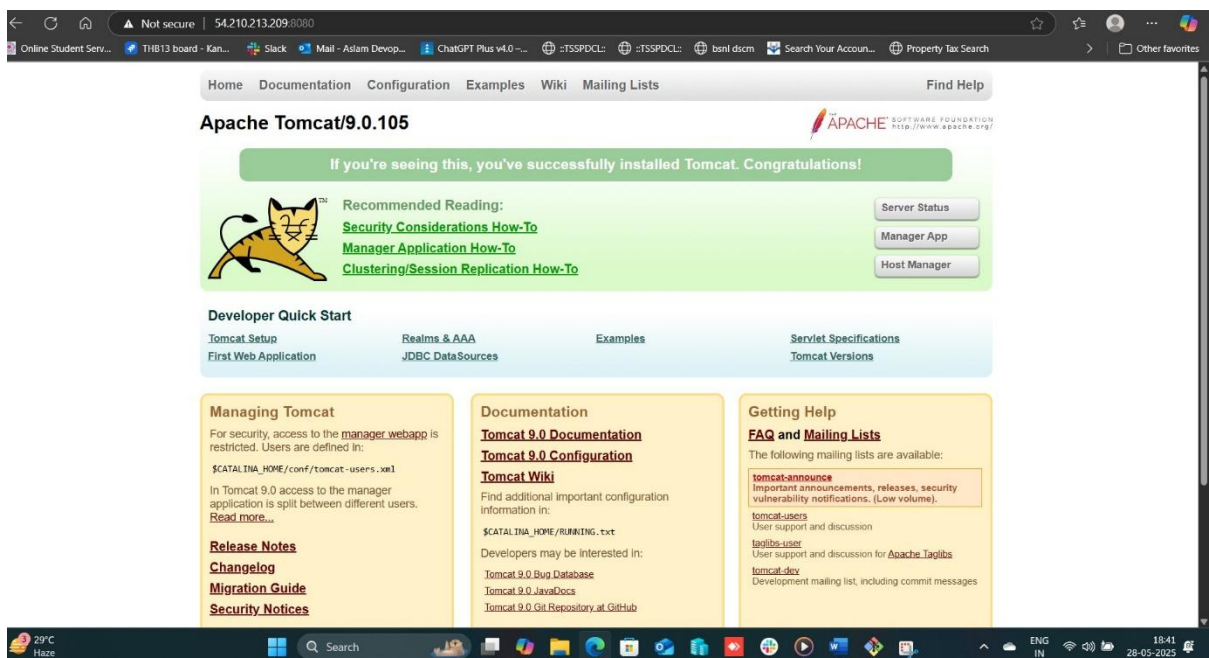 Not secure 54.210.213.209:8080
Online Student Serv... THB13 board - Kan... Slack Mail - Aslam Devop... ChatGPT Plus v4.0 –... ::TSSPDCL:: ::TSSPDCL:: bsnl dscm Search Your Accoun... Property Tax Search Other favorites
Home Documentation Configuration Examples Wiki Mailing Lists Find Help
Apache Tomcat/9.0.105
THE APACHE SOFTWARE FOUNDATION
http://www.apache.org/
If you're seeing this, you've successfully installed Tomcat. Congratulations!
TM
Recommended Reading:
Security Considerations How-To
Manager Application How-To
Clustering/Session Replication How-To
Server Status
Manager App
Host Manager
Developer Quick Start
Tomcat Setup
First Web Application
Realms & AAA
JDBC DataSources
Examples
Servlet Specifications
Tomcat Versions
Managing Tomcat
For security, access to the manager webapp is
restricted. Users are defined in:
$CATALINA_HOME/conf/tomcat-users.xml
In Tomcat 9.0 access to the manager
application is split between different users.
Read more...
Release Notes
Changelog
Migration Guide
Security Notices
Documentation
Tomcat 9.0 Documentation
Tomcat 9.0 Configuration
Tomcat Wiki
Find additional important configuration
information in:
$CATALINA_HOME/RUNNING.txt
Developers may be interested in:
Tomcat 9.0 Bug Database
Tomcat 9.0 JavaDocs
Tomcat 9.0 Git Repository at GitHub
Getting Help
FAQ and Mailing Lists
The following mailing lists are available:
tomcat-announce
Important announcements, releases, security
vulnerability notifications. (Low volume).
tomcat-users
User support and discussion
taglibs-user
User support and discussion for Apache Taglibs
tomcat-dev
Development mailing list, including commit messages
3
29°C
Haze
Search
ENG
IN
18:41
28-05-2025